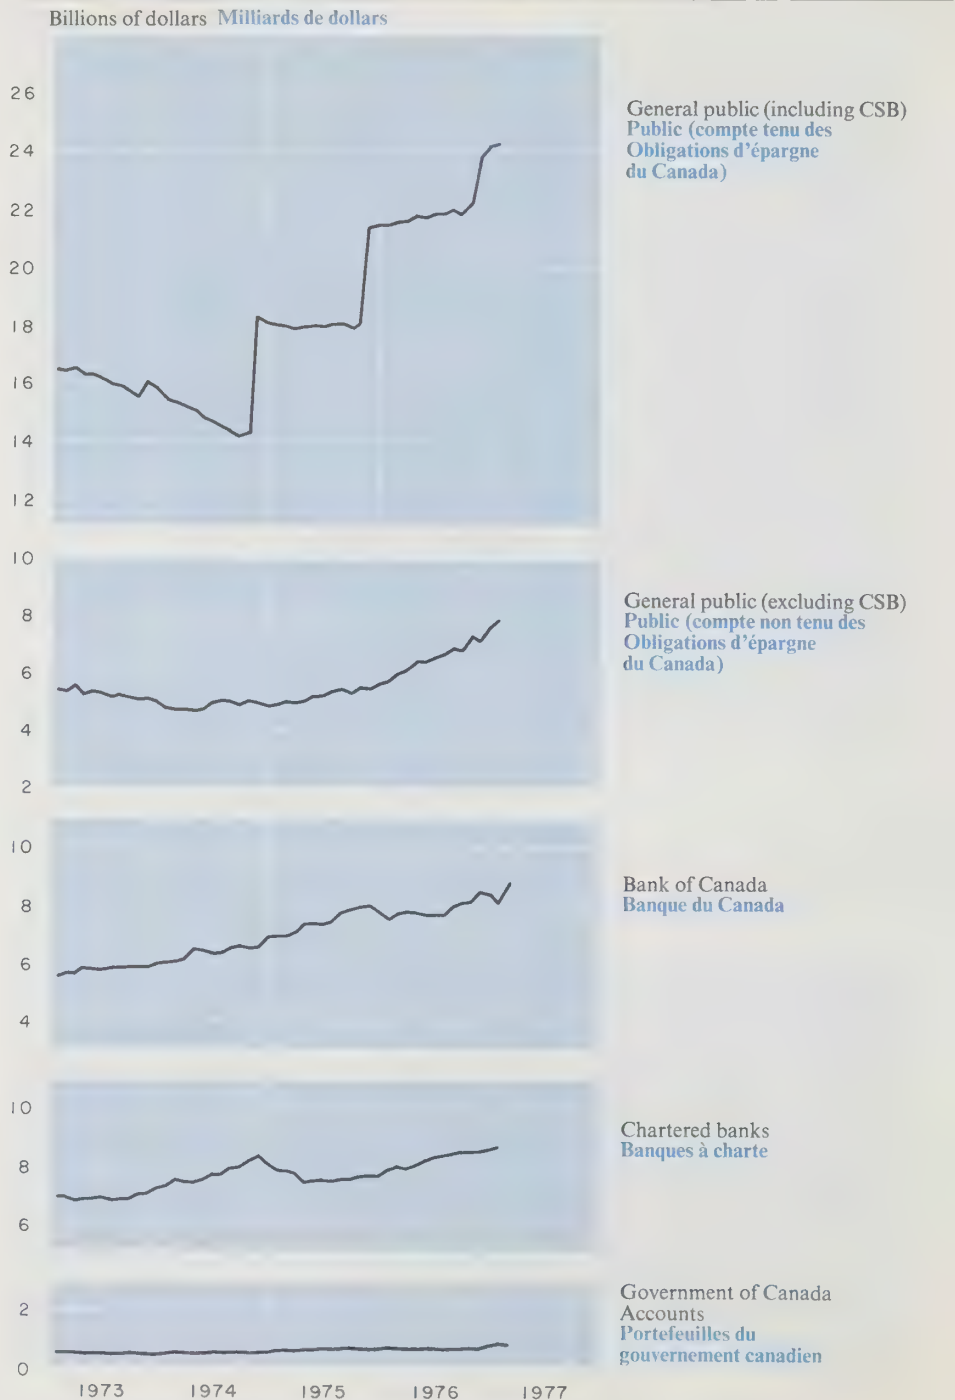 Billions of dollars Milliards de dollars
26
24
22
20
18
16
14
12
General public (including CSB)
Public (compte tenu des
Obligations d'épargne
du Canada)
10
8
6
4
2
General public (excluding CSB)
Public (compte non tenu des
Obligations d'épargne
du Canada)
10
8
6
4
Bank of Canada
Banque du Canada
10
8
6
Chartered banks
Banques à charte
2
0
Government of Canada
Accounts
Portefeuilles du
gouvernement canadien
1973 1974 1975 1976 1977